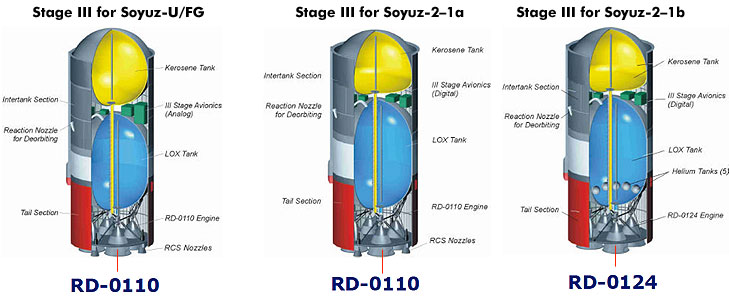 Stage III for Soyuz-U/FG
Kerosene Tank
Intertank Section
III Stage Avionics
(Analog)
Reaction Nozzle
for Deorbiting
LOX Tank
Tail Section
RD-0110 Engine
RCS Nozzles
RD-0110
Stage III for Soyuz-2–1a
Kerosene Tank
Intertank Section
III Stage Avionics
(Digital)
Reaction Nozzle
for Deorbiting
LOX Tank
Tail Section
RD-0110 Engine
RCS Nozzles
RD-0110
Stage III for Soyuz-2–1b
Kerosene Tank
Intertank Section
III Stage Avionics
(Digital)
Reaction Nozzle
for Deorbiting
LOX Tank
Helium Tanks (5)
Tail Section
RD-0124 Engine
RD-0124